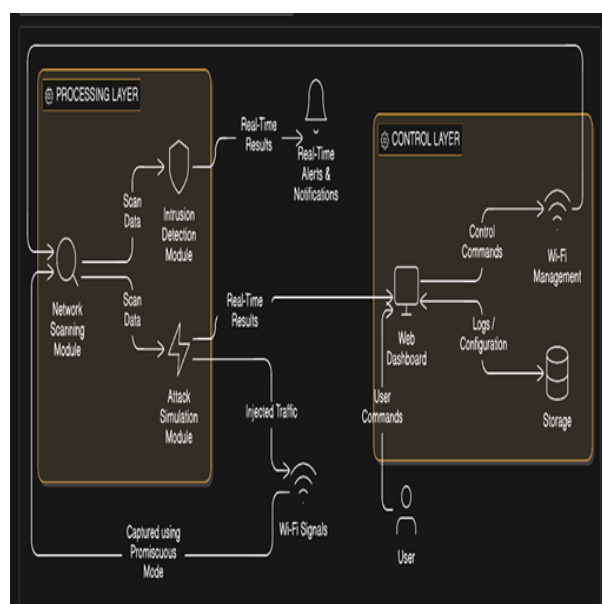 PROCESSING LAYER
Real-Time
Results
Real-Time
Alerts &
Notifications
CONTROL LAYER
Scan
Data
Intrusion
Detection
Module
Control
Commands
Wi-Fi
Management
Network
Scanning
Module
Scan
Data
Real-Time
Results
Web
Dashboard
Logs /
Configuration
Attack
Simulation
Module
Injected Traffic
User
Commands
Storage
Wi-Fi Signals
Captured using
Promiscuous
Mode
User